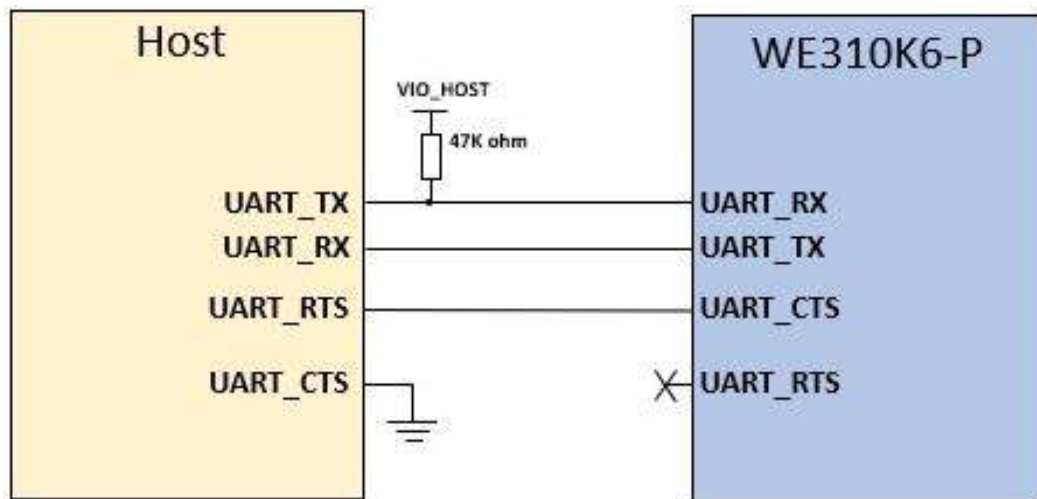 Host
WE310K6-P
VIO_HOST
47K ohm
UART_TX
UART_RX
UART_RX
UART_TX
UART_RTS
UART_CTS
UART_CTS
UART_RTS